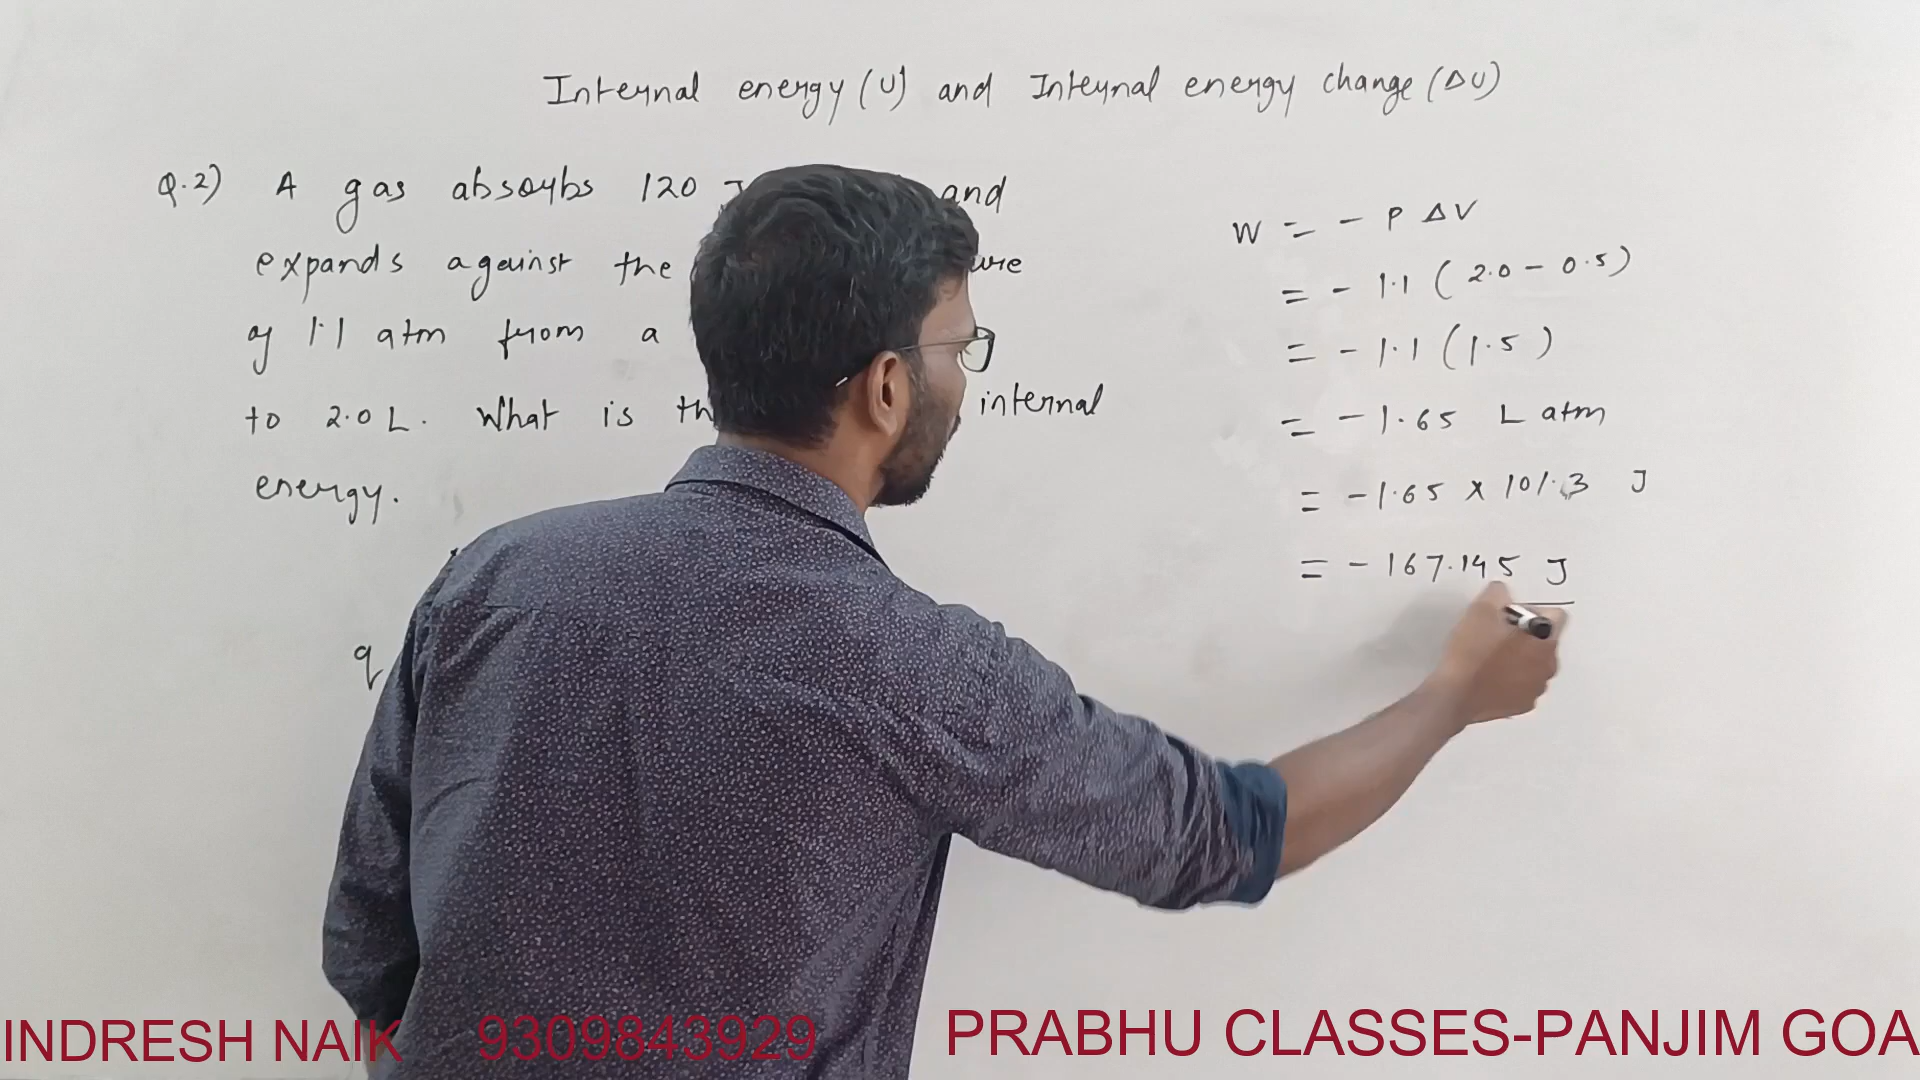 Internal energy (U) and Internal energy change (ΔU)
Q.2) A gas absorbs 120 J and
expands against the ure
of 1.1 atm from a
to 2.0 L. What is th internal
energy.
q
W = - P ΔV
= - 1.1 ( 2.0 - 0.5 )
= - 1.1 ( 1.5 )
= - 1.65 L atm
= - 1.65 x 101.3 J
= - 167.145 J
INDRESH NAIK 9309843929 PRABHU CLASSES-PANJIM GOA